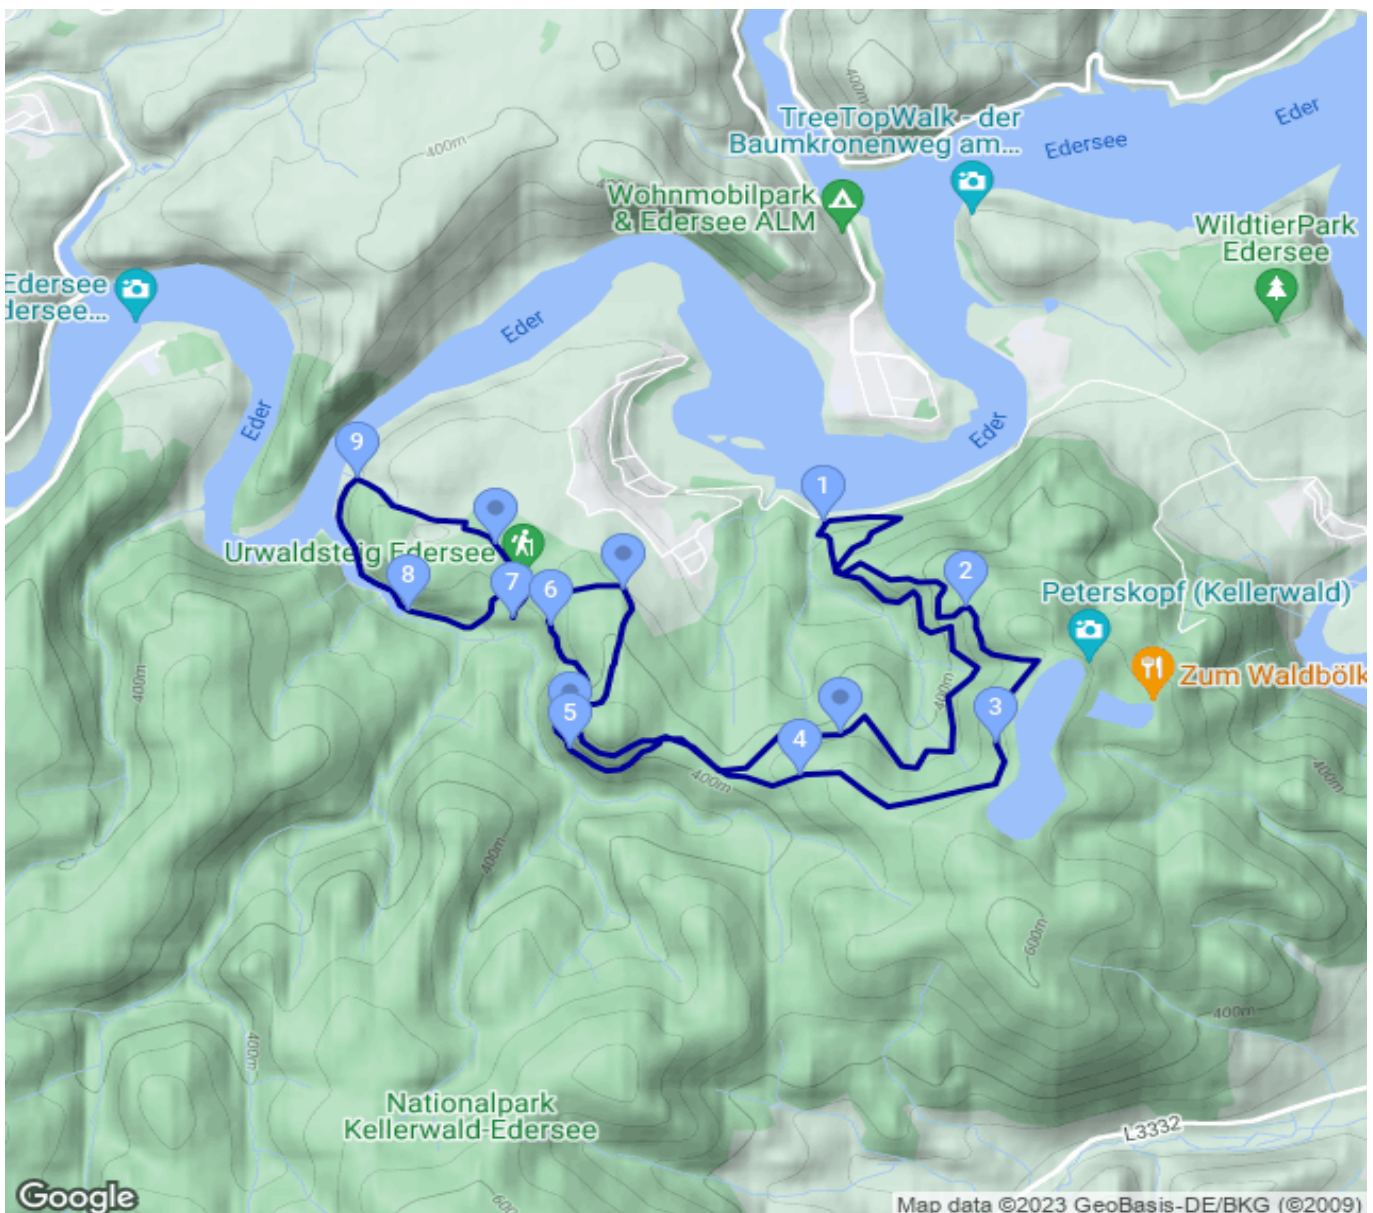 400m
400m
TreeTopWalk - der
Baumkronenweg am...
Edersee
Eder
Wohnmobilpark
& Edersee ALM
WildtierPark
Edersee
Edersee
dersee...
Eder
Eder
Eder
9
1
Urwaldsteig Edersee
8
7
6
2
Peterskopf (Kellerwald)
Zum Waldbölk
400m
400m
5
4
3
400m
400m
400m
600m
400m
400m
Nationalpark
Kellerwald-Edersee
L3332
600
Google
Map data ©2023 GeoBasis-DE/BKG (©2009)